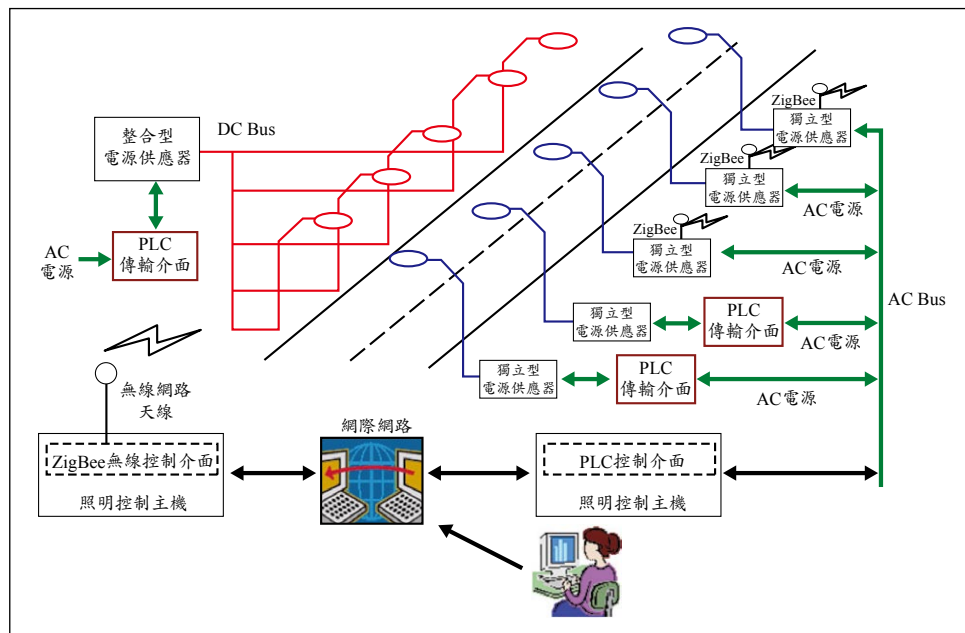 整合型
電源供應器
DC Bus
PLC
傳輸介面
AC
電源
ZigBee
獨立型
電源供應器
ZigBee
獨立型
電源供應器
AC電源
ZigBee
獨立型
電源供應器
AC電源
AC Bus
獨立型
電源供應器
PLC
傳輸介面
AC電源
獨立型
電源供應器
PLC
傳輸介面
AC電源
無線網路
天線
ZigBee無線控制介面
照明控制主機
網際網路
PLC控制介面
照明控制主機